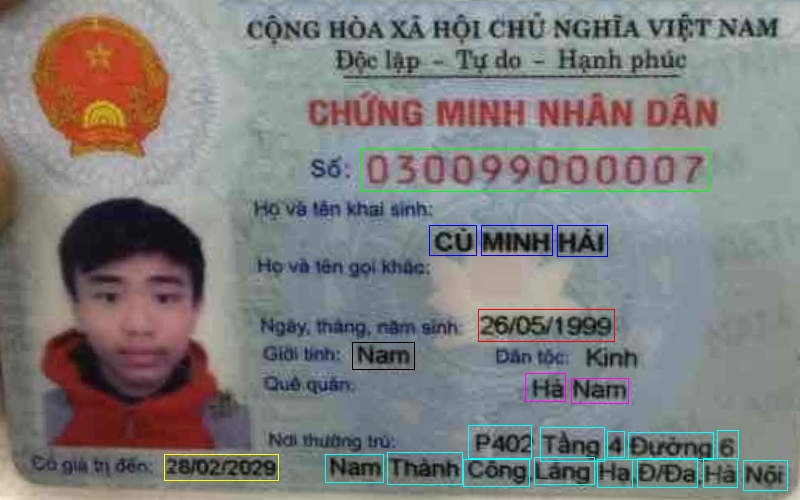 CỘNG HÒA XÃ HỘI CHỦ NGHĨA VIỆT NAM
Độc lập - Tự do - Hạnh phúc
CHỨNG MINH NHÂN DÂN
Số: 030099000007
Họ và tên khai sinh:
CÙ MINH HẢI
Họ và tên gọi khác:
Ngày, tháng, năm sinh: 26/05/1999
Giới tính: Nam Dân tộc: Kinh
Quê quán: Hà Nam
Nơi thường trú: P402 Tầng 4 Đường 6
Có giá trị đến: 28/02/2029 Nam Thành Công, Láng Hạ, Đ/Đa, Hà Nội